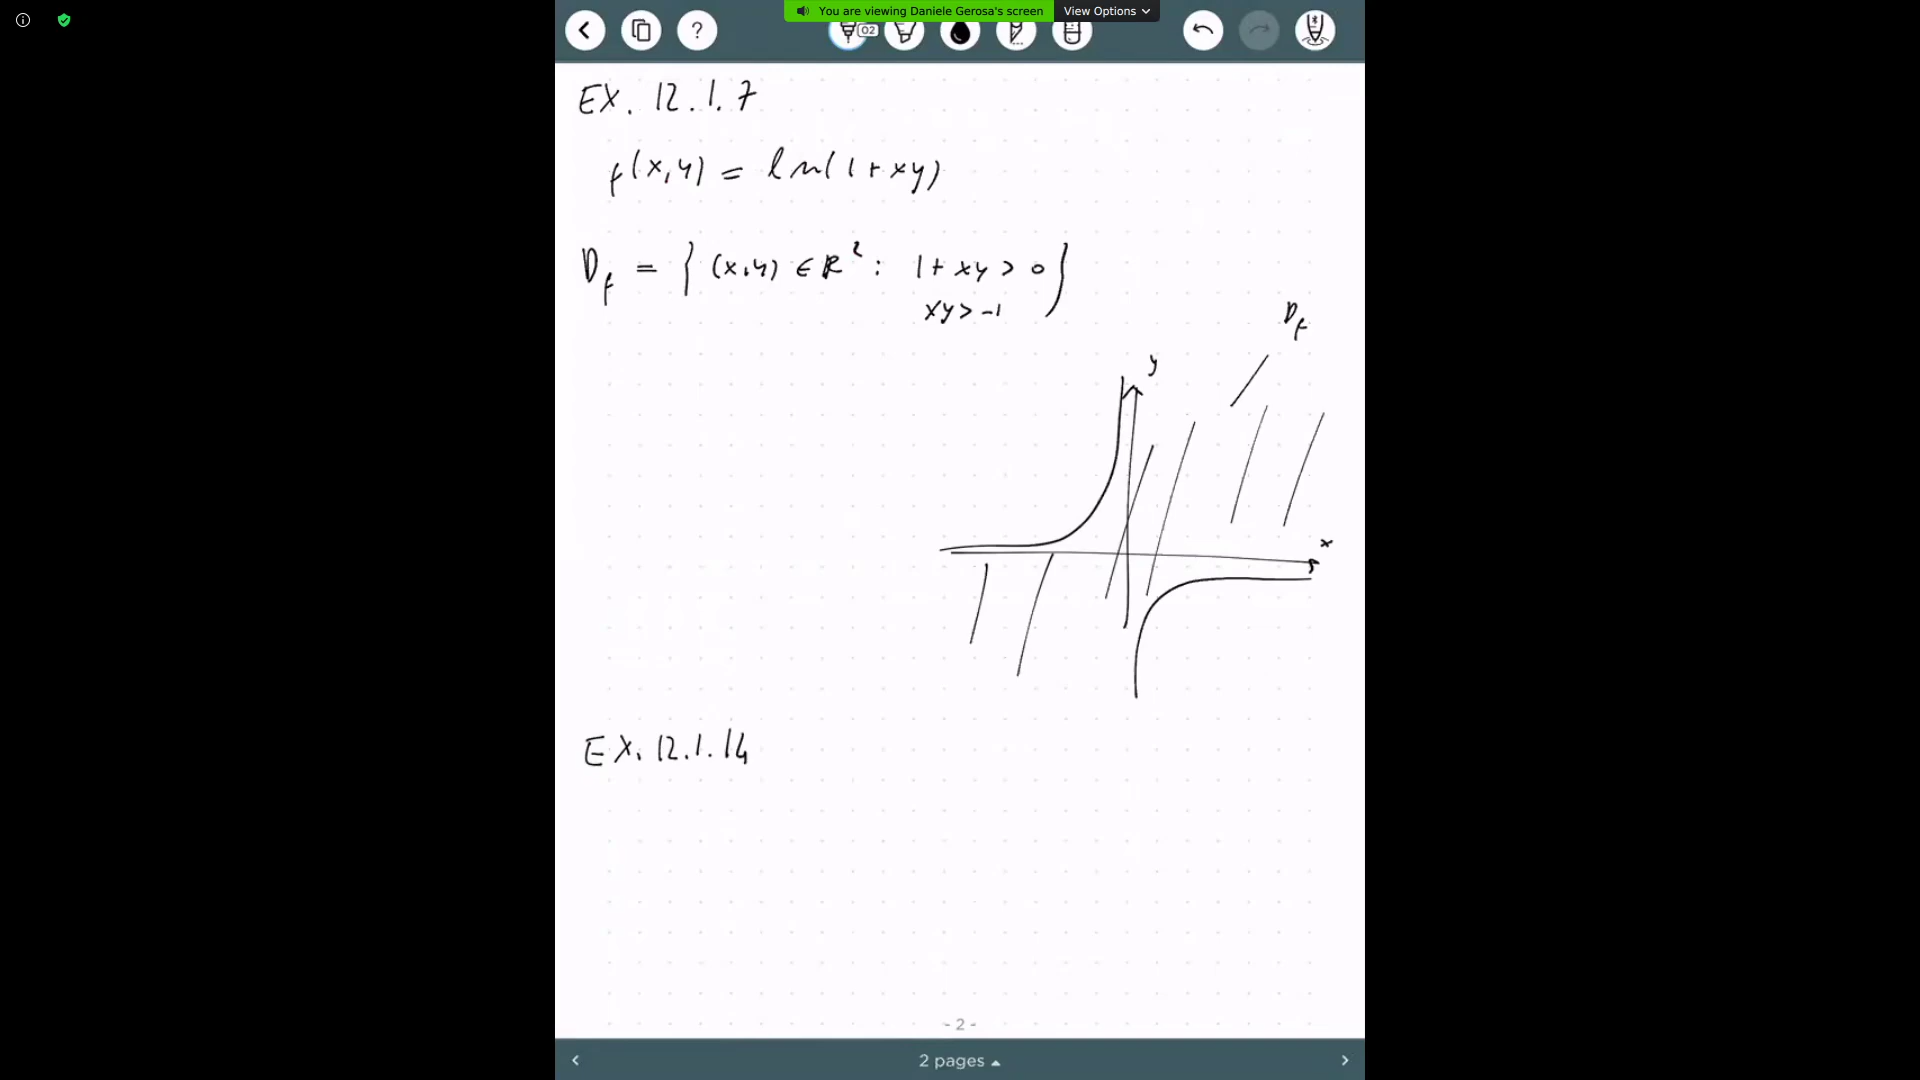 You are viewing Daniele Gerosa's screen View Options
? 02
EX. 12.1.7
f(x,y) = ln(1+xy)
D_f = { (x,y) ∈ R² : 1+xy > 0 }
xy > -1
D_f
y
x
EX. 12.1.14
- 2 -
2 pages